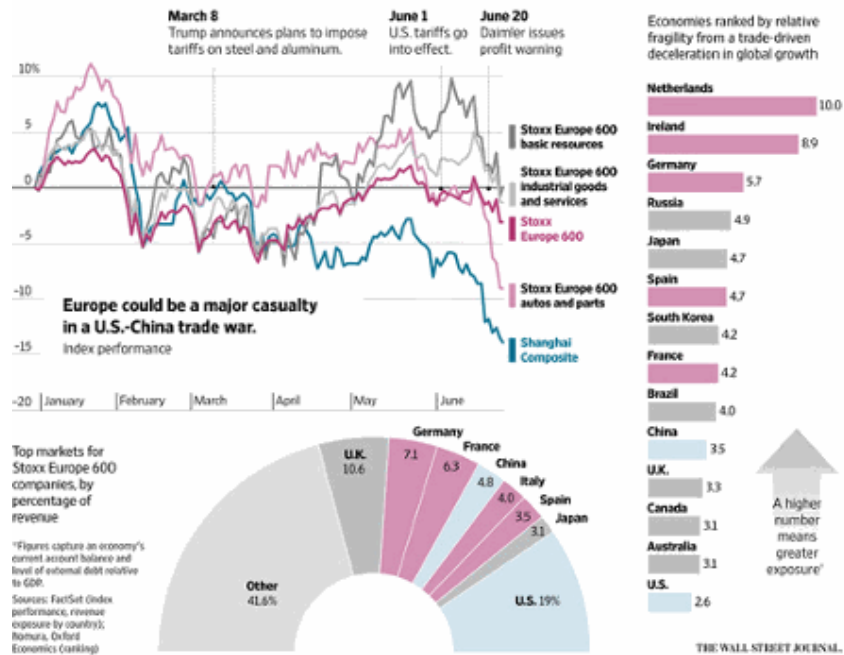 March 8
Trump announces plans to impose
tariffs on steel and aluminum.
June 1
U.S. tariffs go
into effect.
June 20
Daimler issues
profit warning
10%
5
0
-5
-10
-15
-20
January
February
March
April
May
June
Stoxx Europe 600
basic resources
Stoxx Europe 600
industrial goods
and services
Stoxx
Europe 600
Stoxx Europe 600
autos and parts
Shanghai
Composite
Europe could be a major casualty
in a U.S.-China trade war.
Index performance
Economies ranked by relative
fragility from a trade-driven
deceleration in global growth
Netherlands
10.0
Ireland
8.9
Germany
5.7
Russia
4.9
Japan
4.7
Spain
4.7
South Korea
4.2
France
4.2
Brazil
4.0
China
3.5
U.K.
3.3
Canada
3.1
Australia
3.1
U.S.
2.6
A higher
number
means
greater
exposure*
Top markets for
Stoxx Europe 600
companies, by
percentage of
revenue
Other
41.6%
U.K.
10.6
Germany
7.1
France
6.3
China
4.8
Italy
4.0
Spain
3.5
Japan
3.1
U.S. 19%
*Figures capture an economy's
current account balance and
level of external debt relative
to GDP.
Sources: FactSet (index
performance, revenue
exposure by country);
Nomura, Oxford
Economics (ranking)
THE WALL STREET JOURNAL.